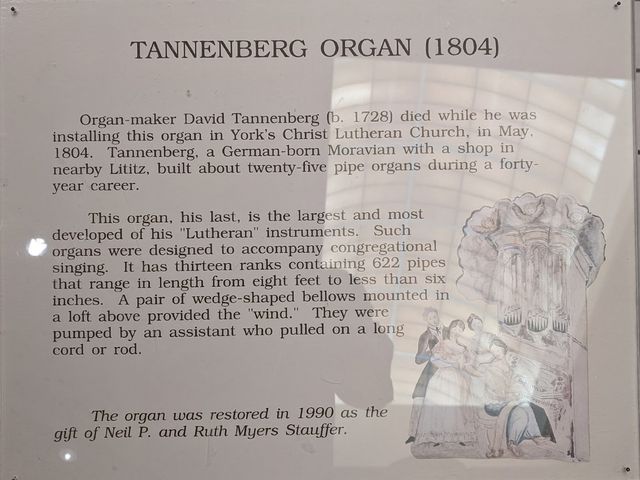 TANNENBERG ORGAN (1804)
Organ-maker David Tannenberg (b. 1728) died while he was
installing this organ in York's Christ Lutheran Church, in May,
1804. Tannenberg, a German-born Moravian with a shop in
nearby Lititz, built about twenty-five pipe organs during a forty-
year career.
This organ, his last, is the largest and most
developed of his "Lutheran" instruments. Such
organs were designed to accompany congregational
singing. It has thirteen ranks containing 622 pipes
that range in length from eight feet to less than six
inches. A pair of wedge-shaped bellows mounted in
a loft above provided the "wind." They were
pumped by an assistant who pulled on a long
cord or rod.
The organ was restored in 1990 as the
gift of Neil P. and Ruth Myers Stauffer.